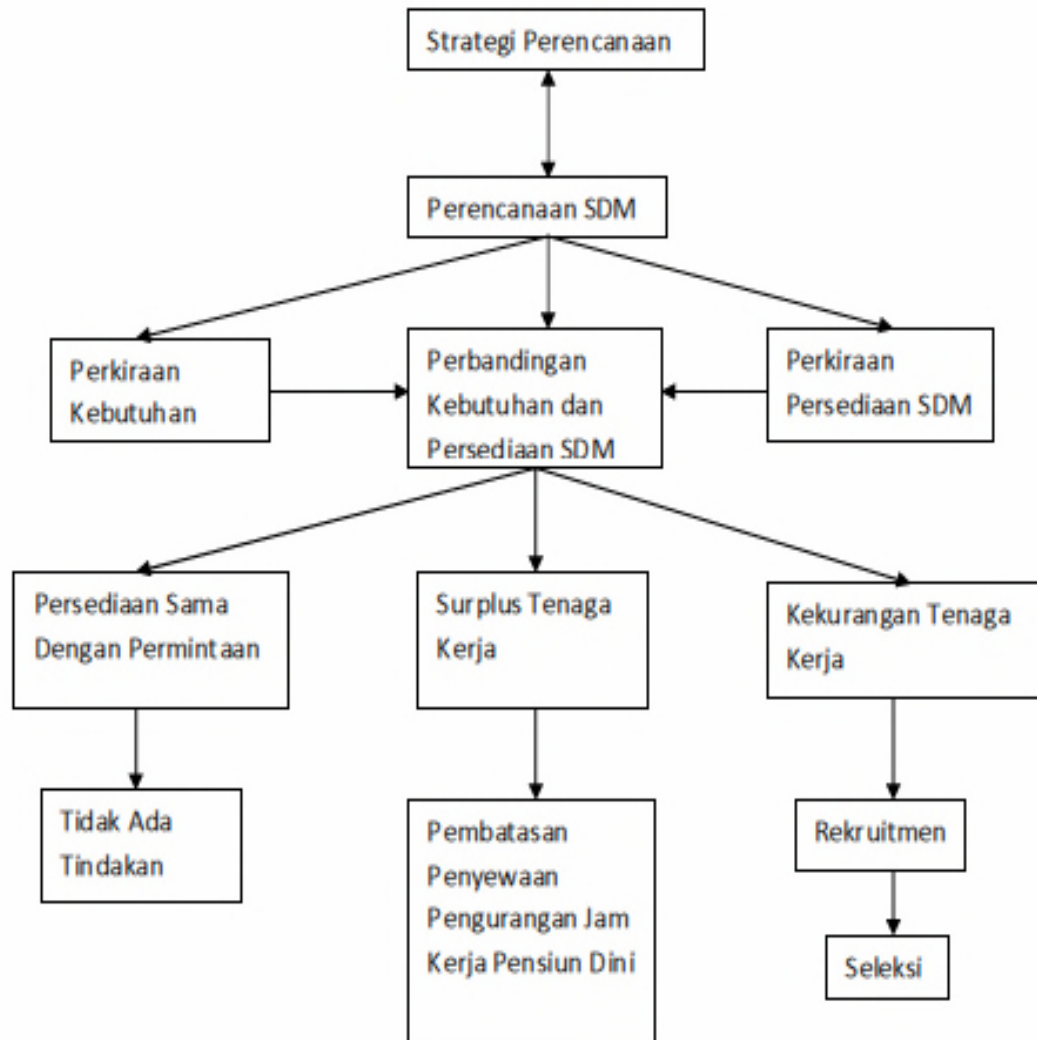 Strategi Perencanaan
Perencanaan SDM
Perkiraan
Kebutuhan
Perbandingan
Kebutuhan dan
Persediaan SDM
Perkiraan
Persediaan SDM
Persediaan Sama
Dengan Permintaan
Surplus Tenaga
Kerja
Kekurangan Tenaga
Kerja
Tidak Ada
Tindakan
Pembatasan
Penyewaan
Pengurangan Jam
Kerja Pensiun Dini
Rekruitmen
Seleksi